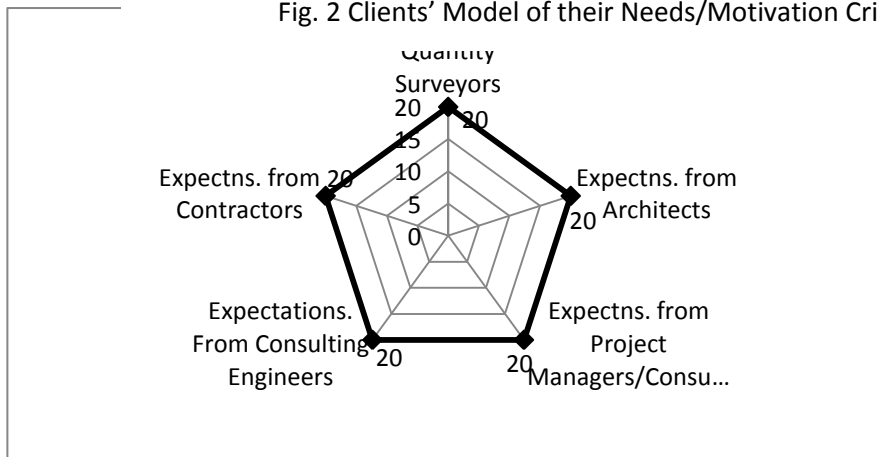 Fig. 2 Clients’ Model of their Needs/Motivation Cri
Quantity
Surveyors
20
20
15
10
5
0
Expectns. from
Architects
20
Expectns. from
Project
Managers/Consu...
20
Expectations.
From Consulting
Engineers
20
Expectns. from
Contractors
20